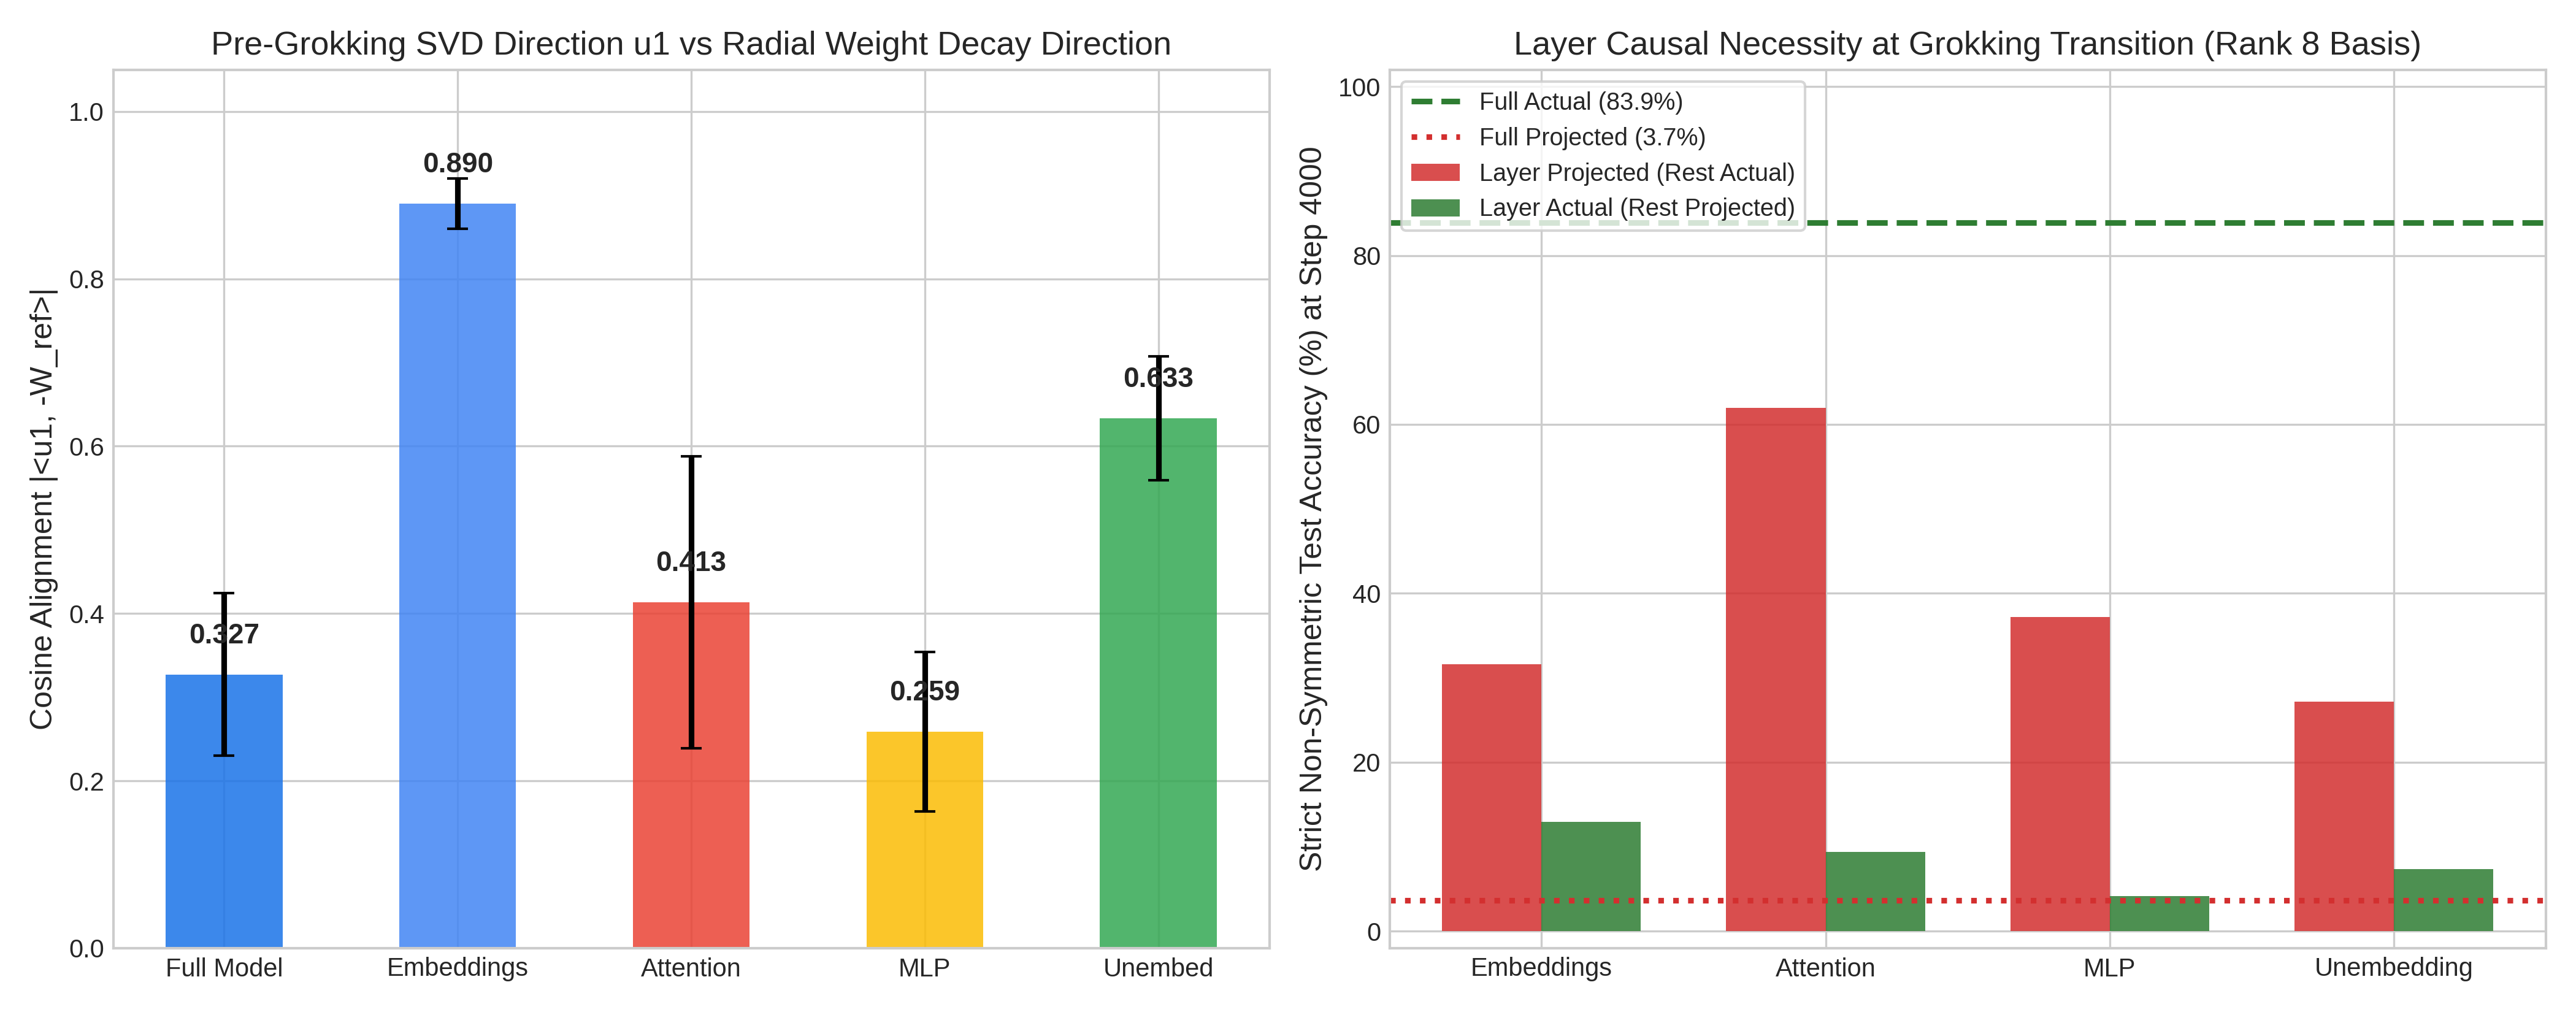 Pre-Grokking SVD Direction u1 vs Radial Weight Decay Direction
Cosine Alignment |<u1, -W_ref>|
1.0
0.8
0.6
0.4
0.2
0.0
0.327
0.890
0.413
0.259
0.633
Full Model
Embeddings
Attention
MLP
Unembed
Layer Causal Necessity at Grokking Transition (Rank 8 Basis)
Strict Non-Symmetric Test Accuracy (%) at Step 4000
100
80
60
40
20
0
Full Actual (83.9%)
Full Projected (3.7%)
Layer Projected (Rest Actual)
Layer Actual (Rest Projected)
Embeddings
Attention
MLP
Unembedding